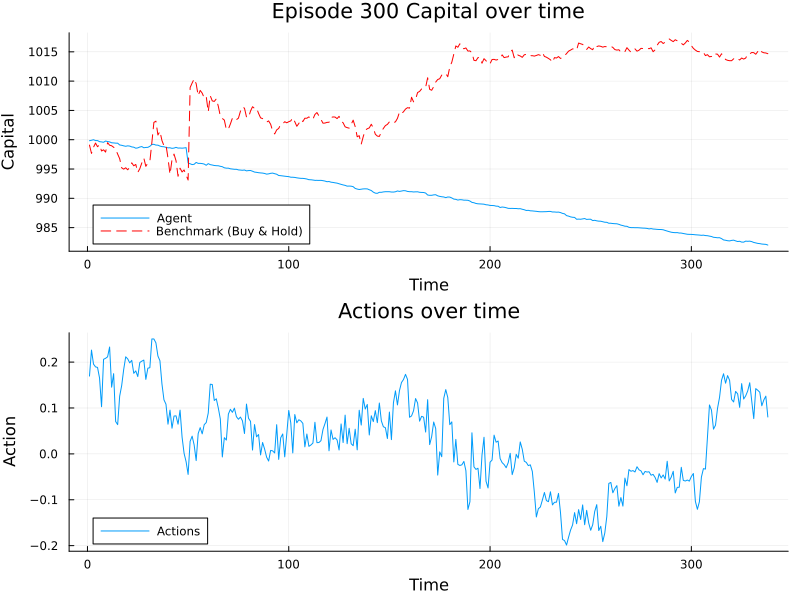 Episode 300 Capital over time
Capital
1015
1010
1005
1000
995
990
985
Agent
Benchmark (Buy & Hold)
0 100 200 300
Time
Actions over time
Action
0.2
0.1
0.0
−0.1
−0.2
Actions
0 100 200 300
Time